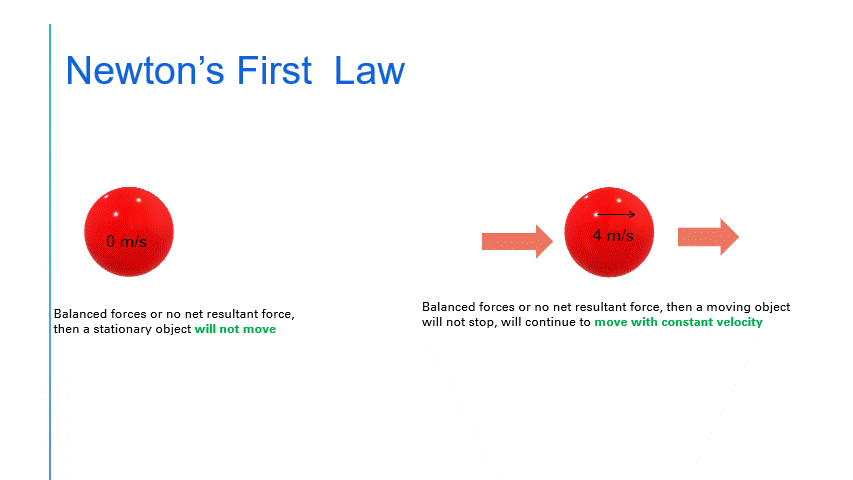 Newton’s First  Law
0 m/s
4 m/s
Balanced forces or no net resultant force,
then a stationary object will not move
Balanced forces or no net resultant force, then a moving object
will not stop, will continue to move with constant velocity